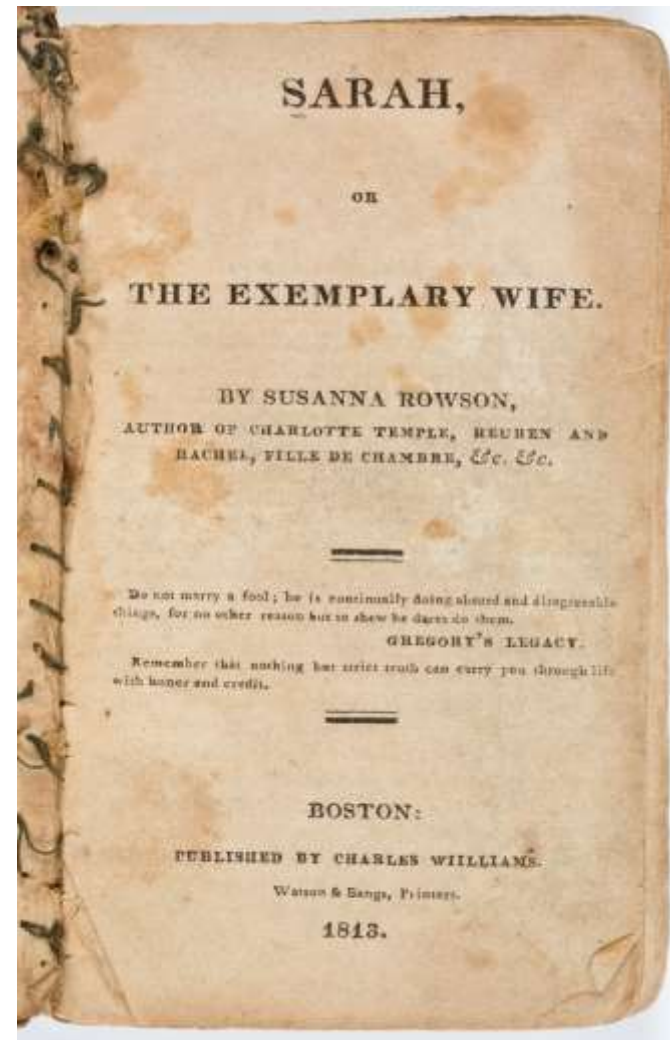 SARAH,
OR
THE EXEMPLARY WIFE.
BY SUSANNA ROWSON,
AUTHOR OF CHARLOTTE TEMPLE, REUBEN AND
RACHEL, FILLE DE CHAMBRE, &c. &c.
Do not marry a fool; he is continually doing absurd and disagreeable
things, for no other reason but to shew he dares do them.
GREGORY'S LEGACY.
Remember that nothing but strict truth can carry you through life
with honor and credit.
BOSTON:
PUBLISHED BY CHARLES WIILLIAMS.
Watson & Bangs, Printers.
1813.